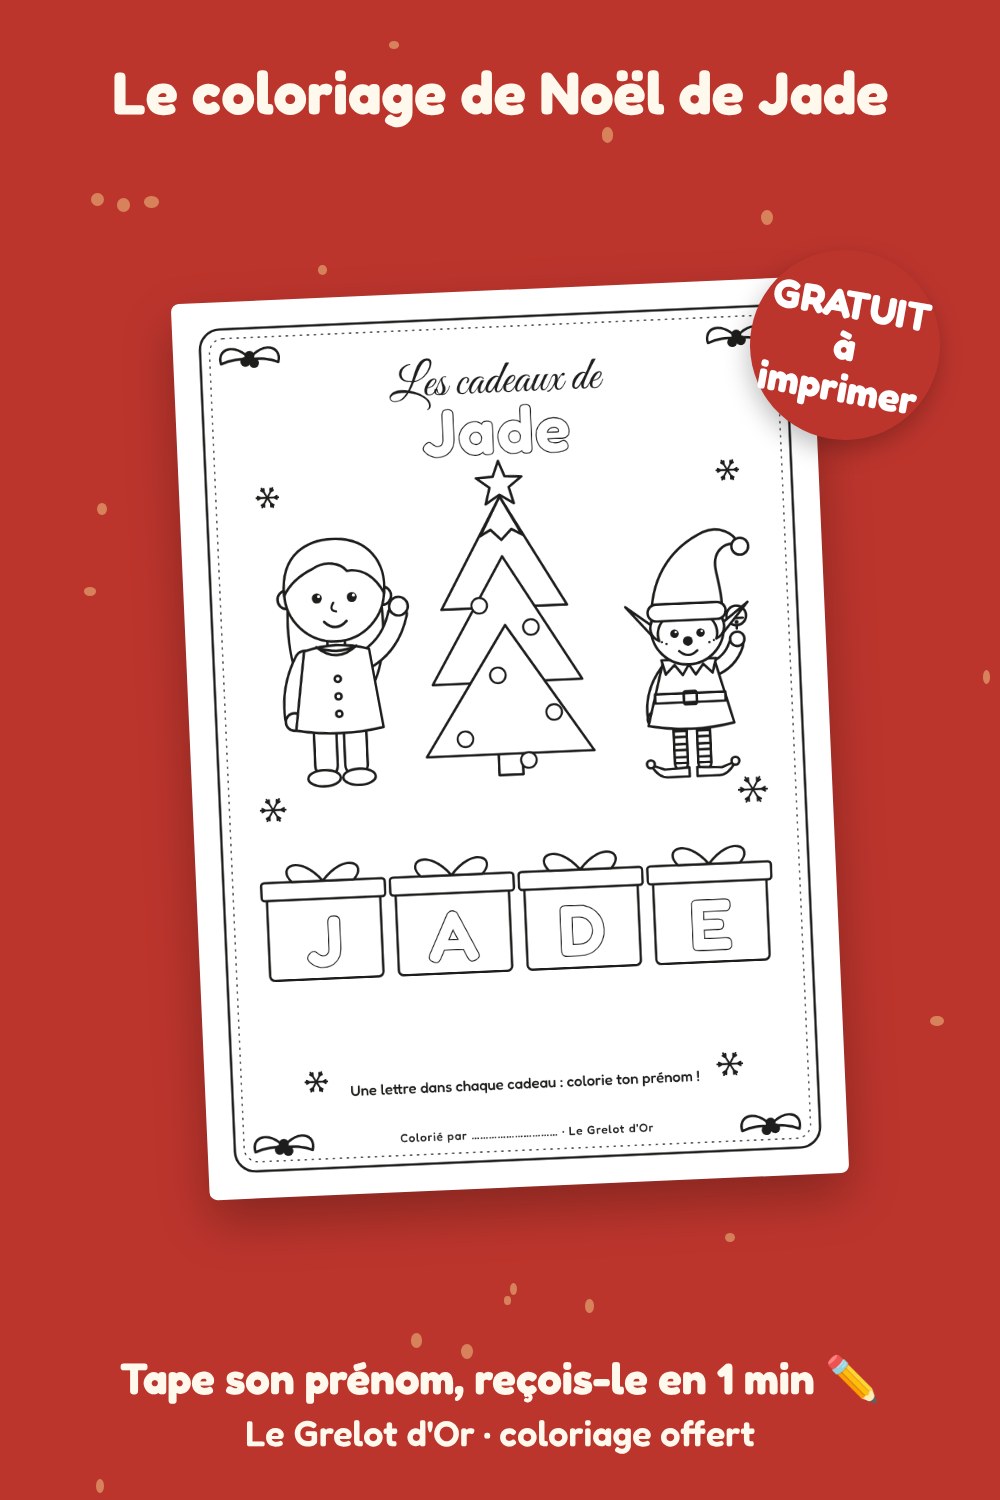 Le coloriage de Noël de Jade
GRATUIT
à
imprimer
Les cadeaux de
Jade
J A D E
Une lettre dans chaque cadeau : colorie ton prénom !
Colorié par .............................. · Le Grelot d'Or
Tape son prénom, reçois-le en 1 min ✏️
Le Grelot d'Or · coloriage offert